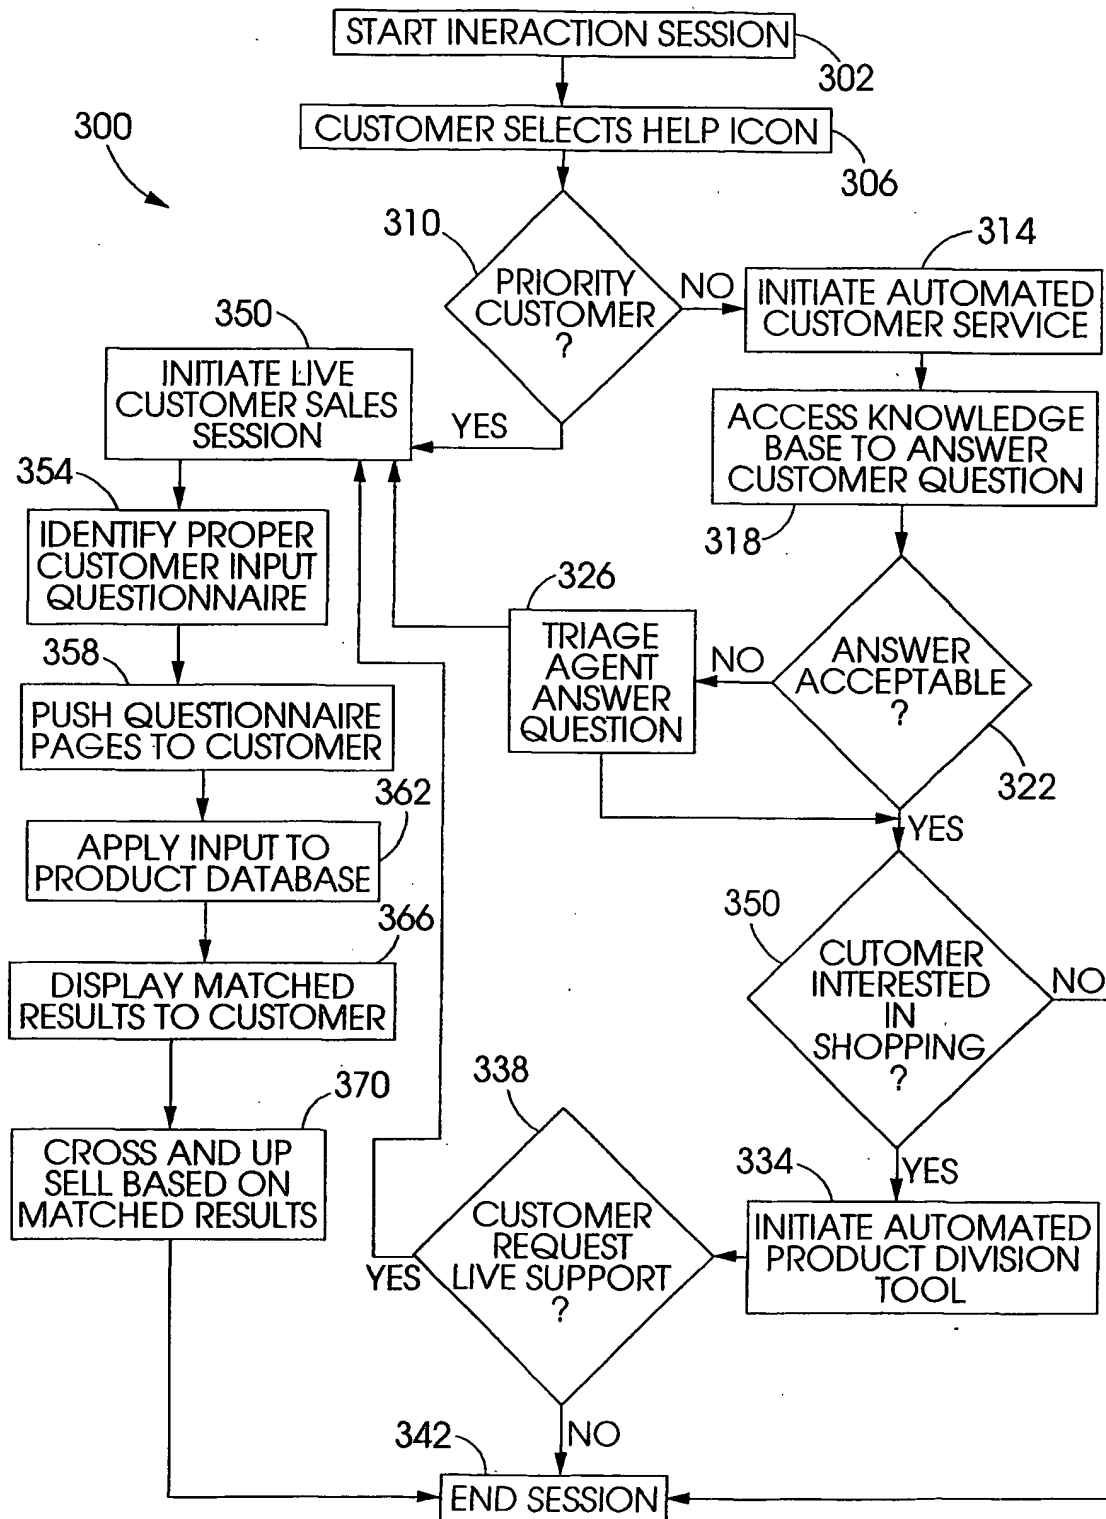 START INERACTION SESSION
302
300
CUSTOMER SELECTS HELP ICON
306
310
PRIORITY
CUSTOMER
?
NO
314
INITIATE AUTOMATED
CUSTOMER SERVICE
350
INITIATE LIVE
CUSTOMER SALES
SESSION
YES
ACCESS KNOWLEDGE
BASE TO ANSWER
CUSTOMER QUESTION
318
354
IDENTIFY PROPER
CUSTOMER INPUT
QUESTIONNAIRE
326
TRIAGE
AGENT
ANSWER
QUESTION
NO
ANSWER
ACCEPTABLE
?
322
YES
358
PUSH QUESTIONNAIRE
PAGES TO CUSTOMER
362
APPLY INPUT TO
PRODUCT DATABASE
350
CUTOMER
INTERESTED
IN
SHOPPING
?
NO
366
DISPLAY MATCHED
RESULTS TO CUSTOMER
370
CROSS AND UP
SELL BASED ON
MATCHED RESULTS
338
CUSTOMER
REQUEST
LIVE SUPPORT
?
YES
334
YES
INITIATE AUTOMATED
PRODUCT DIVISION
TOOL
NO
342
END SESSION